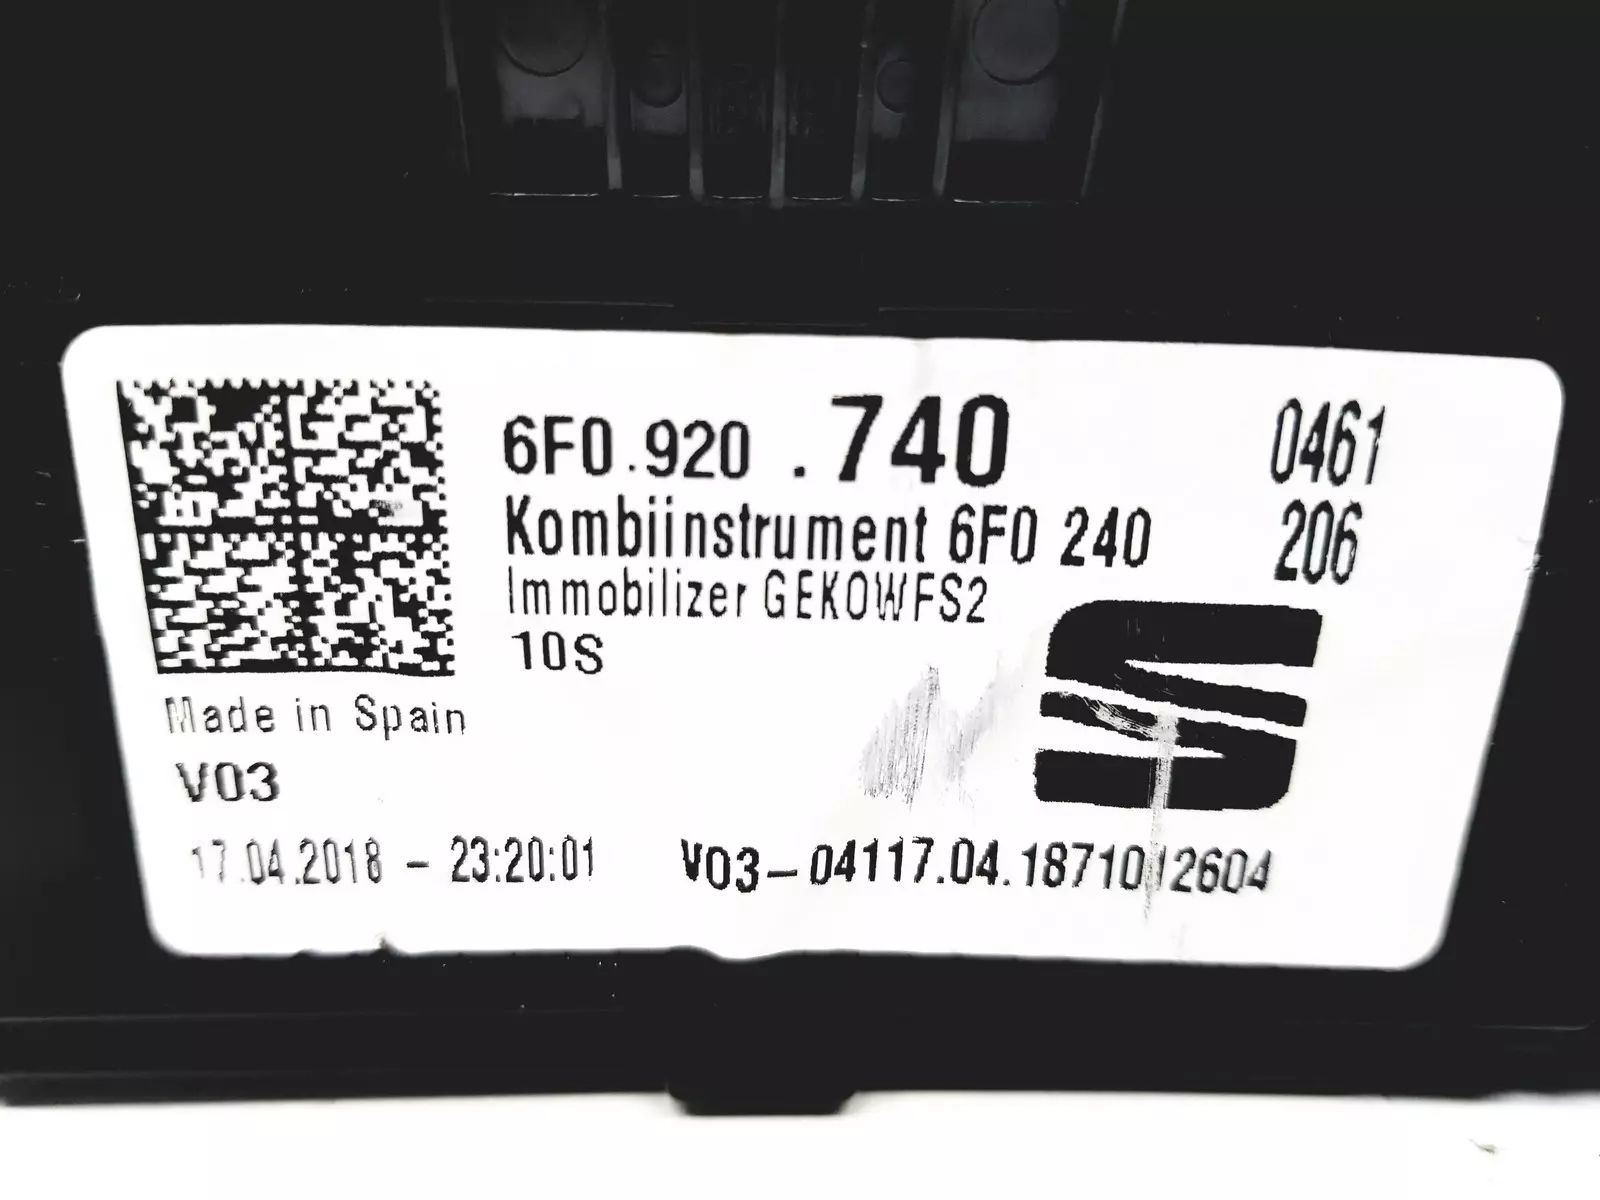 6F0.920 .740 0461
Kombiinstrument 6F0 240 206
Immobilizer GEKOWFS2
10S
Made in Spain
V03
17.04.2018 - 23:20:01 V03-04117.04.1871012604